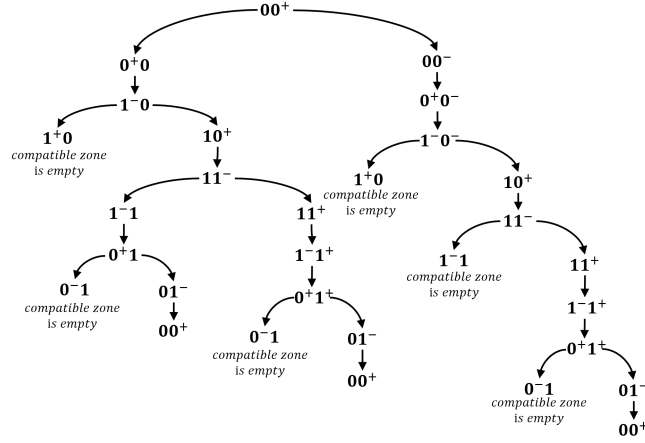 00⁺
0⁺0
00⁻
1⁻0
0⁺0⁻
1⁺0
compatible zone
is empty
10⁺
1⁻0⁻
11⁻
1⁺0
compatible zone
is empty
10⁺
1⁻1
11⁺
11⁻
0⁺1
1⁻1⁺
1⁻1
compatible zone
is empty
11⁺
0⁻1
compatible zone
is empty
01⁻
0⁺1⁺
1⁻1⁺
00⁺
0⁻1
compatible zone
is empty
01⁻
0⁺1⁺
00⁺
0⁻1
compatible zone
is empty
01⁻
00⁺